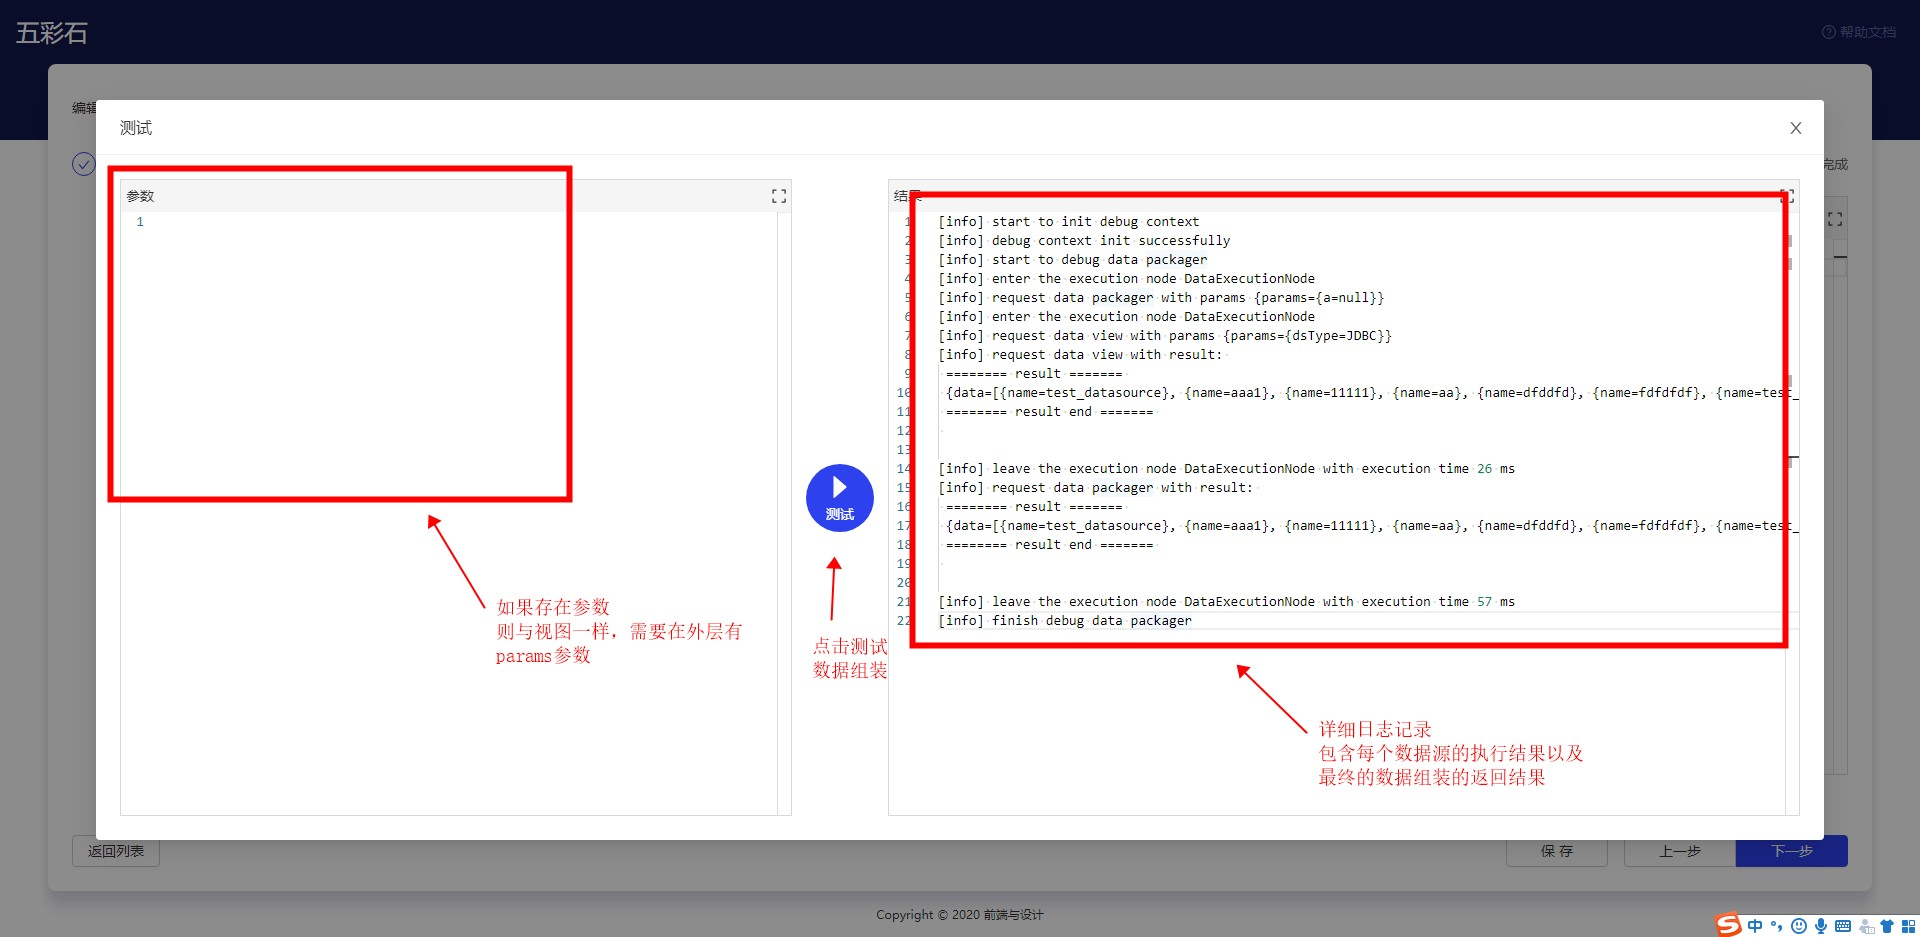 五彩石
帮助文档
编辑
测试
完成
参数
1
结果
1 [info] start to init debug context
2 [info] debug context init successfully
3 [info] start to debug data packager
4 [info] enter the execution node DataExecutionNode
5 [info] request data packager with params {params={a=null}}
6 [info] enter the execution node DataExecutionNode
7 [info] request data view with params {params={dsType=JDBC}}
8 [info] request data view with result:
9 ======== result =======
10 {data=[{name=test_datasource}, {name=aaa1}, {name=11111}, {name=aa}, {name=dfddfd}, {name=fdfdfdf}, {name=test_
11 ======== result end =======
12
13
14 [info] leave the execution node DataExecutionNode with execution time 26 ms
15 [info] request data packager with result:
16 ======== result =======
17 {data=[{name=test_datasource}, {name=aaa1}, {name=11111}, {name=aa}, {name=dfddfd}, {name=fdfdfdf}, {name=test_
18 ======== result end =======
19
20
21 [info] leave the execution node DataExecutionNode with execution time 57 ms
22 [info] finish debug data packager
测试
如果存在参数
则与视图一样，需要在外层有
params参数
点击测试
数据组装
详细日志记录
包含每个数据源的执行结果以及
最终的数据组装的返回结果
返回列表
保 存
上一步
下一步
Copyright © 2020 前端与设计
中